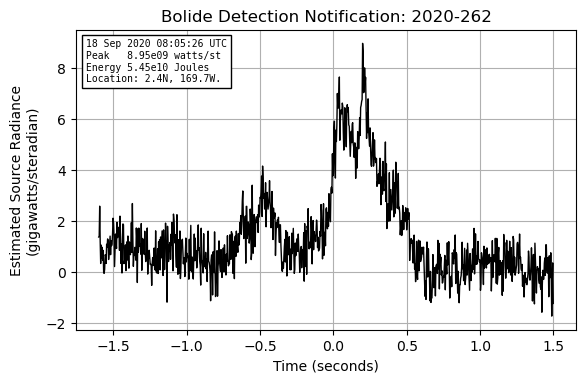 Bolide Detection Notification: 2020-262
18 Sep 2020 08:05:26 UTC
Peak   8.95e09 watts/st
Energy 5.45e10 Joules
Location: 2.4N, 169.7W.
Estimated Source Radiance
(gigawatts/steradian)
8
6
4
2
0
−2
−1.5
−1.0
−0.5
0.0
0.5
1.0
1.5
Time (seconds)